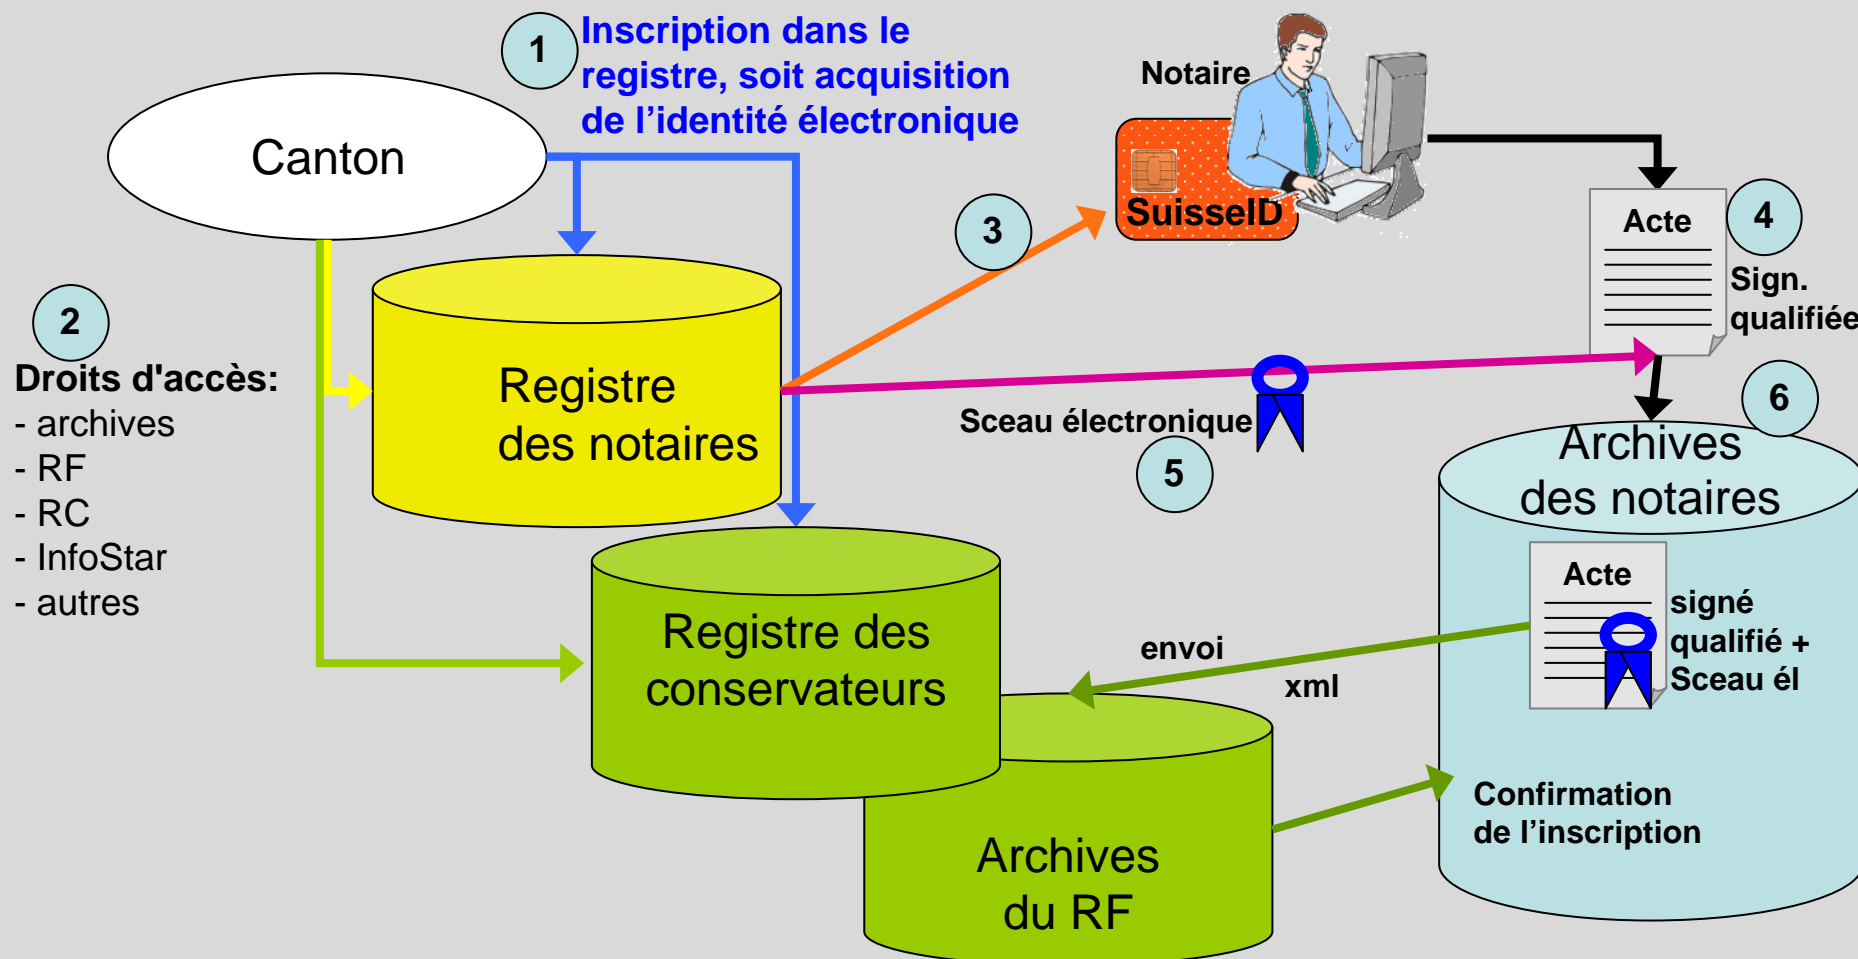 1
Inscription dans le
registre, soit acquisition
de l’identité électronique
Canton
Notaire
SuisseID
3
Acte
4
Sign.
qualifiée
2
Droits d'accès:
- archives
- RF
- RC
- InfoStar
- autres
Registre
des notaires
Sceau électronique
5
6
Archives
des notaires
Acte
signé
qualifié +
Sceau él
Registre des
conservateurs
envoi
xml
Confirmation
de l’inscription
Archives
du RF